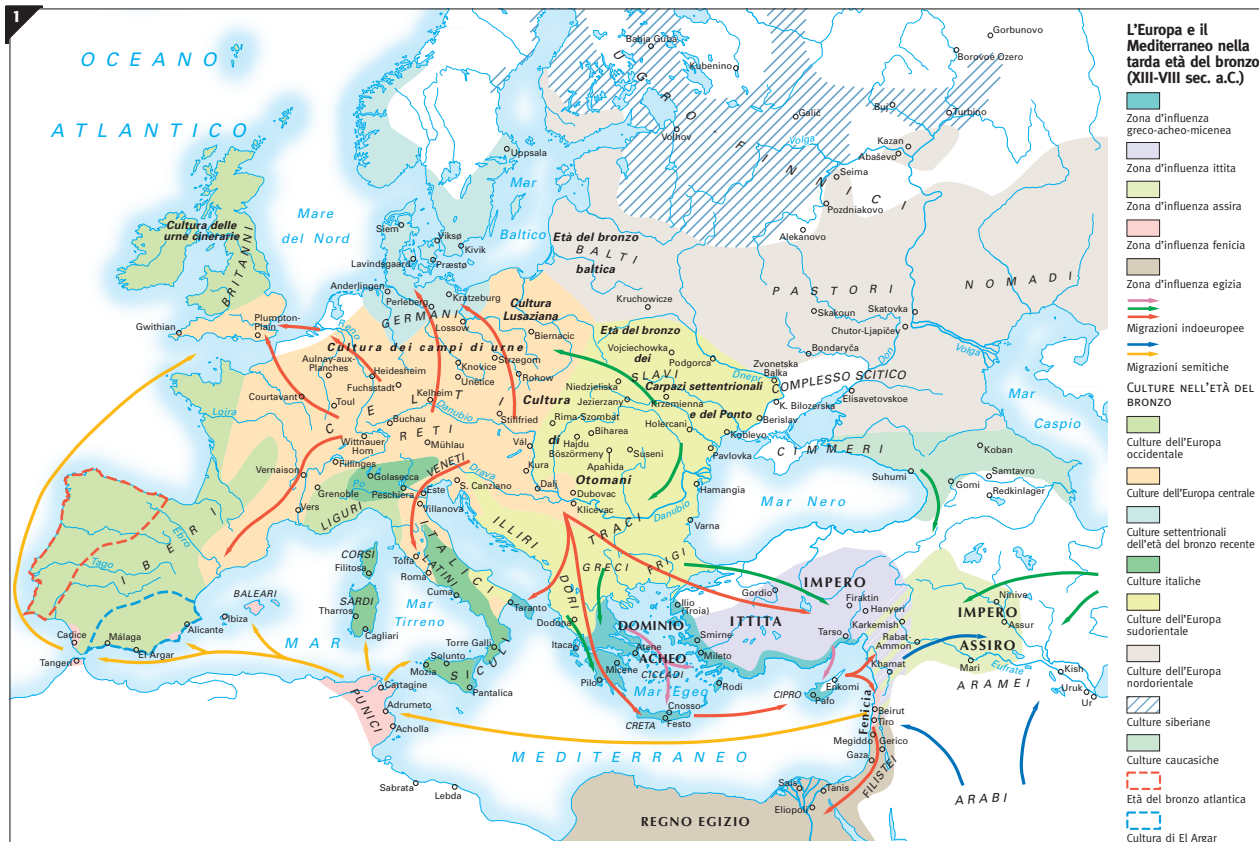 1
OCEANO
ATLANTICO
Mare
del Nord
Mar
Baltico
Mar
Tirreno
MAR
MEDITERRANEO
Mar Egeo
Mar Nero
Mar
Caspio
UGRO
FINNICI
Babja Guba
Kubenino
Gorbunovo
Borovoe Ozero
Galič
Buj
Turbino
Volhov
Volga
Kazan
Abaševo
Seima
Pozdniakovo
Alekanovo
Uppsala
Cultura delle
urne cinerarie
BRITANNI
Siem
Viksø
Kivik
Lavindsgaard
Præstø
Età del bronzo
BALTI
baltica
PASTORI
NOMADI
Anderlingen
Perleberg
Kratzeburg
GERMANI
Lossow
Cultura
Lusaziana
Biernacic
Kruchowicze
Skakoun
Skatovka
Chutor-Ljapičev
Gwithian
Plumpton-
Plain
Reno
Cultura dei campi di urne
Aulnay-aux-
Planches
Heidesheim
Fuchsstadt
Knovice
Unětice
Strzegom
Rohow
Kelheim
Courtavant
Toul
Loira
CELTI
Danubio
Buchau
RETI
Stillfried
Wittnauer
Horn
Mühlau
Fillinges
Vernaison
Grenoble
Vers
Golasecca
Po
Peschiera
VENETI
Este
Villanova
LIGURI
Drava
S. Canziano
Età del bronzo
dei
SLAVI
Carpazi settentrionali
e del Ponto
Vojciechowka
Podgorca
Niedzieliska
Jezierzany
Krzemienna
Holercani
Dnepr
Zvonetska
Balka
Bondaryča
Don
Volga
COMPLESSO SCITICO
K. Bilozerska
Elisavetovskoe
Berislav
Koblevo
Pavlovka
CIMMERI
Koban
Suhumi
Samtavro
Gomi
Redkinlager
Cultura
di
Otomani
Rima-Szombat
Biharea
Hajdu
Böszörmeny
Apahida
Suseni
Vál
Kura
Dalj
Dubovac
Klicevac
Hamangia
Danubio
Varna
ILLIRI
TRACI
GRECI
FRIGI
DORI
IBERI
Ebro
Tago
BALEARI
Ibiza
Alicante
Cadice
Málaga
El Argar
Tangeri
CORSI
Filitosa
SARDI
Tharros
Cagliari
Tolfa
Roma
LATINI
ITALICI
Cuma
Taranto
Torre Galli
Mozia
Solunto
SICULI
Pantalica
Cartagine
PUNICI
Adrumeto
Acholla
Sabrata
Lebda
Dodona
Itaca
DOMINIO
ACHEO
Atene
Micene
Pilo
CICLADI
Cnosso
Festo
CRETA
Ilio
(Troia)
Smirne
Mileto
Rodi
IMPERO
ITTITA
Gordio
Firaktin
Hanyeri
Karkemish
Tarso
Rabat
Ammon
Khamat
CIPRO
Enkomi
Pafo
Fenicia
Beirut
Tiro
Megiddo
Gerico
Gaza
FILISTEI
Sais
Tanis
Eliopoli
REGNO EGIZIO
ARABI
IMPERO
ASSIRO
Ninive
Assur
Mari
Eufrate
ARAMEI
Kish
Uruk
Ur
L'Europa e il
Mediterraneo nella
tarda età del bronzo
(XIII-VIII sec. a.C.)
Zona d'influenza
greco-acheo-micenea
Zona d'influenza ittita
Zona d'influenza assira
Zona d'influenza fenicia
Zona d'influenza egizia
Migrazioni indoeuropee
Migrazioni semitiche
CULTURE NELL'ETÀ DEL
BRONZO
Culture dell'Europa
occidentale
Culture dell'Europa centrale
Culture settentrionali
dell'età del bronzo recente
Culture italiche
Culture dell'Europa
sudorientale
Culture dell'Europa
nordorientale
Culture siberiane
Culture caucasiche
Età del bronzo atlantica
Cultura di El Argar